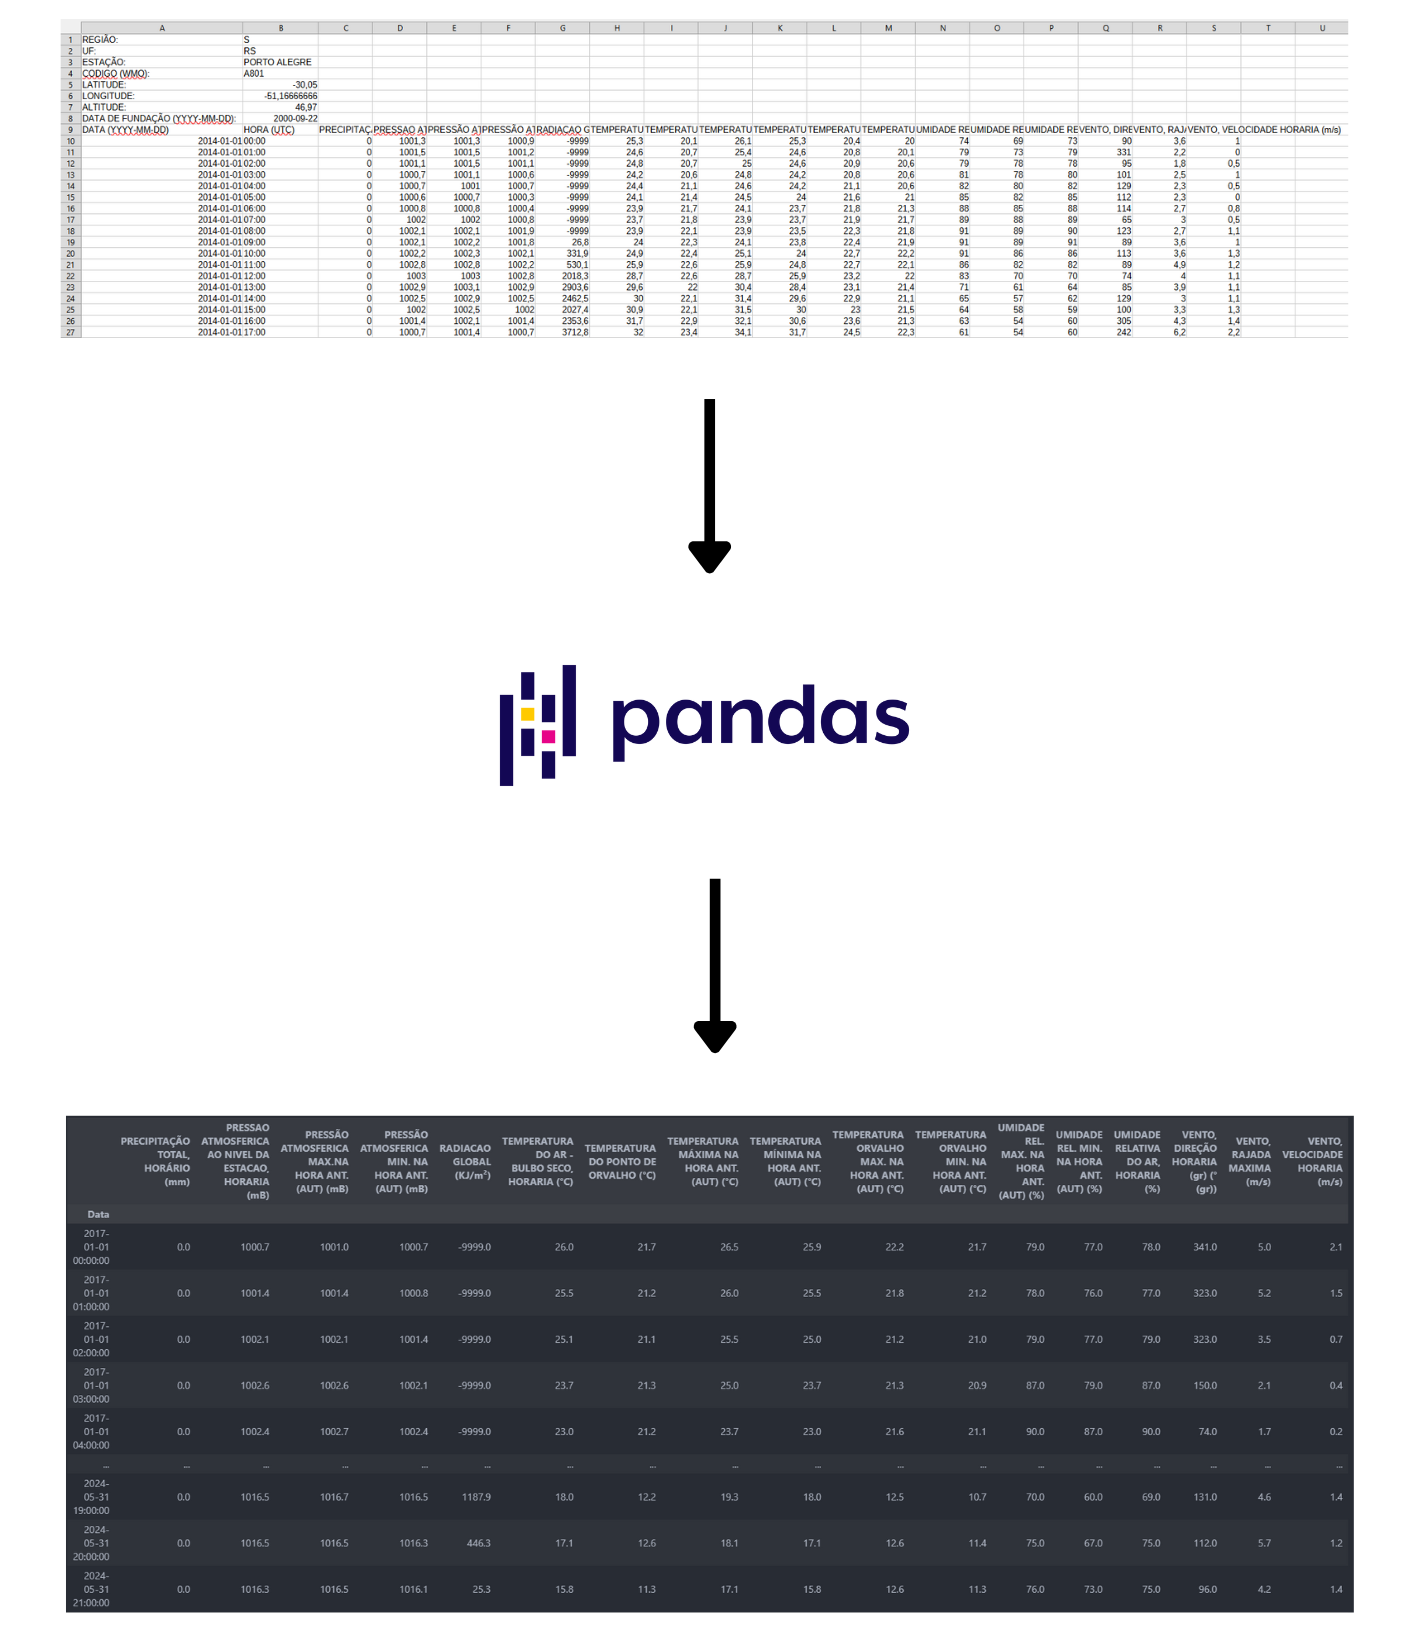 A B C D E F G H I J K L M N O P Q R S T U
1 REGIÃO: S
2 UF: RS
3 ESTAÇÃO: PORTO ALEGRE
4 CODIGO (WMO): A801
5 LATITUDE: -30,05
6 LONGITUDE: -51,16666666
7 ALTITUDE: 46,97
8 DATA DE FUNDAÇÃO (YYYY-MM-DD): 2000-09-22
9 DATA (YYYY-MM-DD) HORA (UTC) PRECIPITAÇ PRESSAO AT PRESSÃO AT PRESSÃO AT RADIACAO G TEMPERATU TEMPERATU TEMPERATU TEMPERATU TEMPERATU TEMPERATU UMIDADE RE UMIDADE RE UMIDADE RE VENTO, DIRE VENTO, RAJA VENTO, VELOCIDADE HORARIA (m/s)
10 2014-01-01 00:00 0 1001,3 1001,3 1000,9 -9999 25,3 20,1 26,1 25,3 20,4 20 74 69 73 90 3,6 1
11 2014-01-01 01:00 0 1001,5 1001,5 1001,2 -9999 24,6 20,7 25,4 24,6 20,8 20,1 79 73 79 331 2,2 0
12 2014-01-01 02:00 0 1001,1 1001,5 1001,1 -9999 24,8 20,7 25 24,6 20,9 20,6 79 78 78 95 1,8 0,5
13 2014-01-01 03:00 0 1000,7 1001,1 1000,6 -9999 24,2 20,6 24,8 24,2 20,8 20,6 81 78 80 101 2,5 1
14 2014-01-01 04:00 0 1000,7 1001 1000,7 -9999 24,4 21,1 24,6 24,2 21,1 20,6 82 80 82 129 2,3 0,5
15 2014-01-01 05:00 0 1000,6 1000,7 1000,3 -9999 24,1 21,4 24,5 24 21,6 21 85 82 85 112 2,3 0
16 2014-01-01 06:00 0 1000,8 1000,8 1000,4 -9999 23,9 21,7 24,1 23,7 21,8 21,3 88 85 88 114 2,7 0,8
17 2014-01-01 07:00 0 1002 1002 1000,8 -9999 23,7 21,8 23,9 23,7 21,9 21,7 89 88 89 65 3 0,5
18 2014-01-01 08:00 0 1002,1 1002,1 1001,9 -9999 23,9 22,1 23,9 23,5 22,3 21,8 91 89 90 123 2,7 1,1
19 2014-01-01 09:00 0 1002,1 1002,2 1001,8 26,8 24 22,3 24,1 23,8 22,4 21,9 91 89 91 89 3,6 1
20 2014-01-01 10:00 0 1002,2 1002,3 1002,1 331,9 24,9 22,4 25,1 24 22,7 22,2 91 86 86 113 3,6 1,3
21 2014-01-01 11:00 0 1002,8 1002,8 1002,2 530,1 25,9 22,6 25,9 24,8 22,7 22,1 86 82 82 89 4,9 1,2
22 2014-01-01 12:00 0 1003 1003 1002,8 2018,3 28,7 22,6 28,7 25,9 23,2 22 83 70 70 74 4 1,1
23 2014-01-01 13:00 0 1002,9 1003,1 1002,9 2903,6 29,6 22 30,4 28,4 23,1 21,4 71 61 64 85 3,9 1,1
24 2014-01-01 14:00 0 1002,5 1002,9 1002,5 2462,5 30 22,1 31,4 29,6 22,9 21,1 65 57 62 129 3 1,1
25 2014-01-01 15:00 0 1002 1002,5 1002 2027,4 30,9 22,1 31,5 30 23 21,5 64 58 59 100 3,3 1,3
26 2014-01-01 16:00 0 1001,4 1002,1 1001,4 2353,6 31,7 22,9 32,1 30,6 23,6 21,3 63 54 60 305 4,3 1,4
27 2014-01-01 17:00 0 1000,7 1001,4 1000,7 3712,8 32 23,4 34,1 31,7 24,5 22,3 61 54 60 242 6,2 2,2
pandas
PRECIPITAÇÃO
TOTAL,
HORÁRIO
(mm)
PRESSAO
ATMOSFERICA
AO NIVEL DA
ESTACAO,
HORARIA
(mB)
PRESSÃO
ATMOSFERICA
MAX.NA
HORA ANT.
(AUT) (mB)
PRESSÃO
ATMOSFERICA
MIN. NA
HORA ANT.
(AUT) (mB)
RADIACAO
GLOBAL
(KJ/m²)
TEMPERATURA
DO AR -
BULBO SECO,
HORARIA (°C)
TEMPERATURA
DO PONTO DE
ORVALHO (°C)
TEMPERATURA
MÁXIMA NA
HORA ANT.
(AUT) (°C)
TEMPERATURA
MÍNIMA NA
HORA ANT.
(AUT) (°C)
TEMPERATURA
ORVALHO
MAX. NA
HORA ANT.
(AUT) (°C)
TEMPERATURA
ORVALHO
MIN. NA
HORA ANT.
(AUT) (°C)
UMIDADE
REL.
MAX. NA
HORA
ANT.
(AUT) (%)
UMIDADE
REL. MIN.
NA HORA
ANT.
(AUT) (%)
UMIDADE
RELATIVA
DO AR,
HORARIA
(%)
VENTO,
DIREÇÃO
HORARIA
(gr) (°
(gr))
VENTO,
RAJADA
MAXIMA
(m/s)
VENTO,
VELOCIDADE
HORARIA
(m/s)
Data
2017-
01-01
00:00:00
0.0 1000.7 1001.0 1000.7 -9999.0 26.0 21.7 26.5 25.9 22.2 21.7 79.0 77.0 78.0 341.0 5.0 2.1
2017-
01-01
01:00:00
0.0 1001.4 1001.4 1000.8 -9999.0 25.5 21.2 26.0 25.5 21.8 21.2 78.0 76.0 77.0 323.0 5.2 1.5
2017-
01-01
02:00:00
0.0 1002.1 1002.1 1001.4 -9999.0 25.1 21.1 25.5 25.0 21.2 21.0 79.0 77.0 79.0 323.0 3.5 0.7
2017-
01-01
03:00:00
0.0 1002.6 1002.6 1002.1 -9999.0 23.7 21.3 25.0 23.7 21.3 20.9 87.0 79.0 87.0 150.0 2.1 0.4
2017-
01-01
04:00:00
0.0 1002.4 1002.7 1002.4 -9999.0 23.0 21.2 23.7 23.0 21.6 21.1 90.0 87.0 90.0 74.0 1.7 0.2
... ... ... ... ... ... ... ... ... ... ... ... ... ... ... ... ... ...
2024-
05-31
19:00:00
0.0 1016.5 1016.7 1016.5 1187.9 18.0 12.2 19.3 18.0 12.5 10.7 70.0 60.0 69.0 131.0 4.6 1.4
2024-
05-31
20:00:00
0.0 1016.5 1016.5 1016.3 446.3 17.1 12.6 18.1 17.1 12.6 11.4 75.0 67.0 75.0 112.0 5.7 1.2
2024-
05-31
21:00:00
0.0 1016.3 1016.5 1016.1 25.3 15.8 11.3 17.1 15.8 12.6 11.3 76.0 73.0 75.0 96.0 4.2 1.4